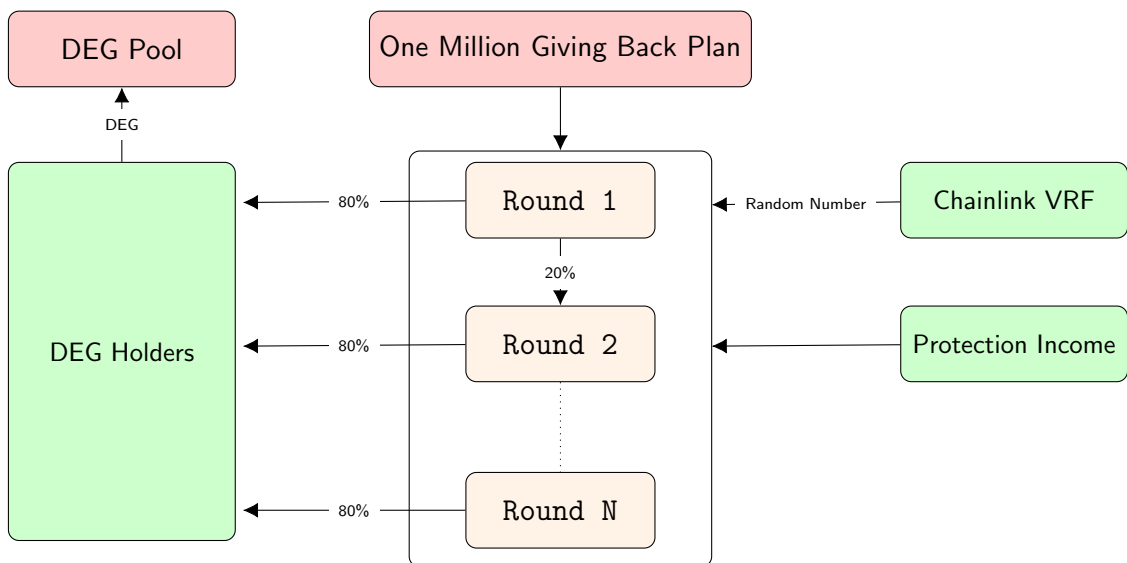 DEG Pool
One Million Giving Back Plan
DEG
80%
Round 1
Random Number
Chainlink VRF
20%
DEG Holders
80%
Round 2
Protection Income
80%
Round N